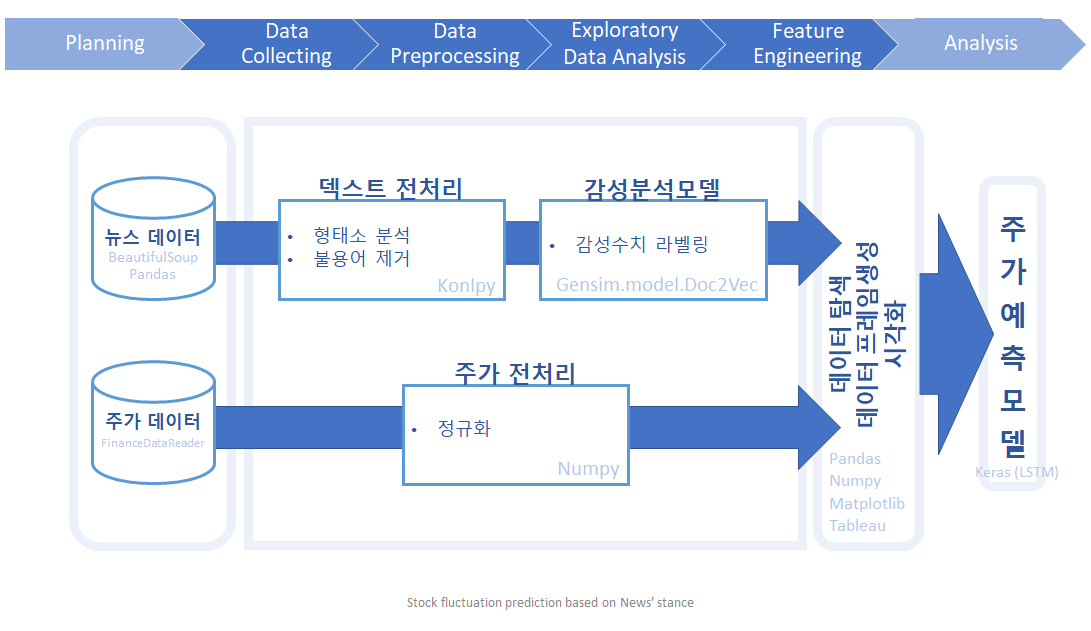 Planning
Data
Collecting
Data
Preprocessing
Exploratory
Data Analysis
Feature
Engineering
Analysis
뉴스 데이터
BeautifulSoup
Pandas
덱스트 전처리
• 형태소 분석
• 불용어 제거
Konlpy
감성분석모델
• 감성수치 라벨링
Gensim.model.Doc2Vec
주가 데이터
FinanceDataReader
주가 전처리
• 정규화
Numpy
데이터 탐색
데이터 프레임생성
시각화
Pandas
Numpy
Matplotlib
Tableau
주가예측모델
Keras (LSTM)
Stock fluctuation prediction based on News’ stance